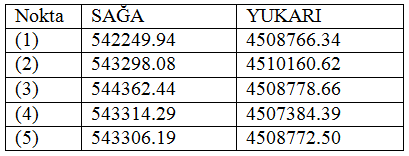 Nokta SAĞA YUKARI
(1) 542249.94 4508766.34
(2) 543298.08 4510160.62
(3) 544362.44 4508778.66
(4) 543314.29 4507384.39
(5) 543306.19 4508772.50